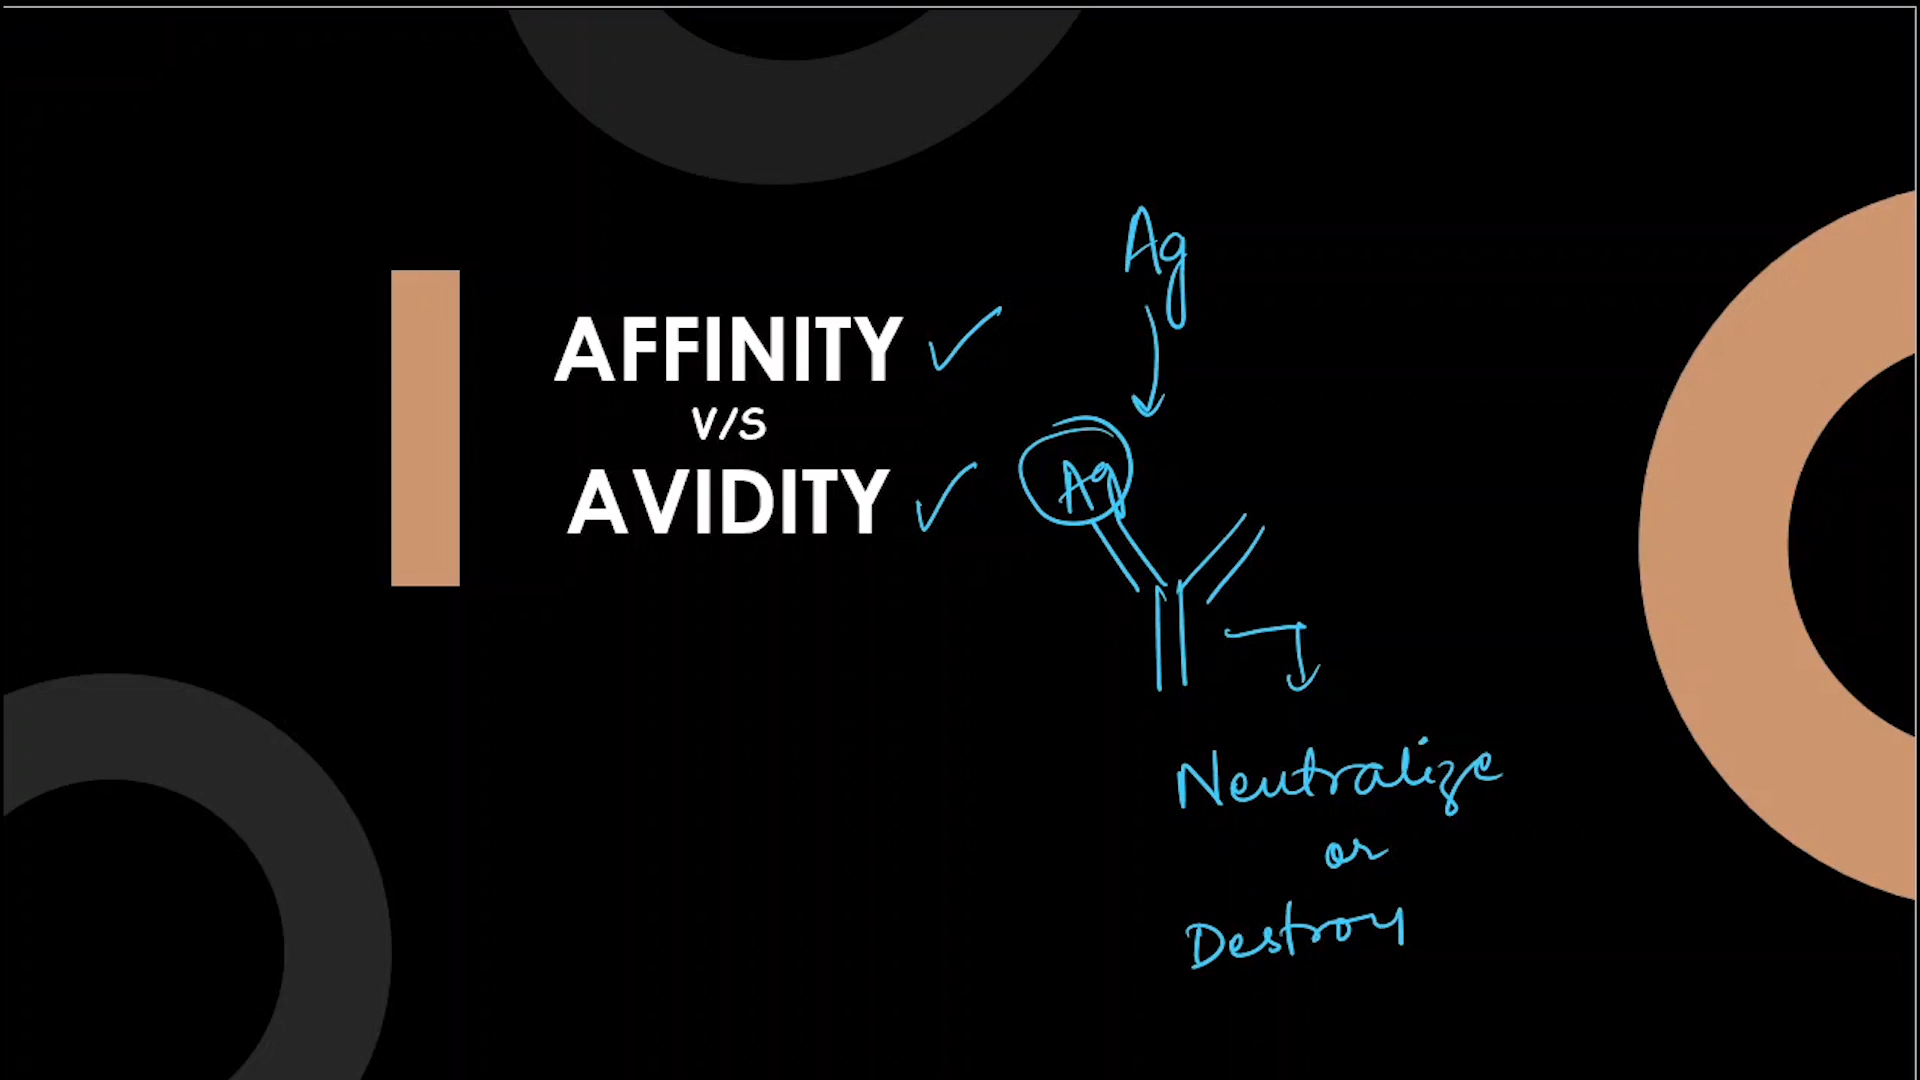 AFFINITY
V/S
AVIDITY
Ag
Ag
Neutralize
or
Destroy